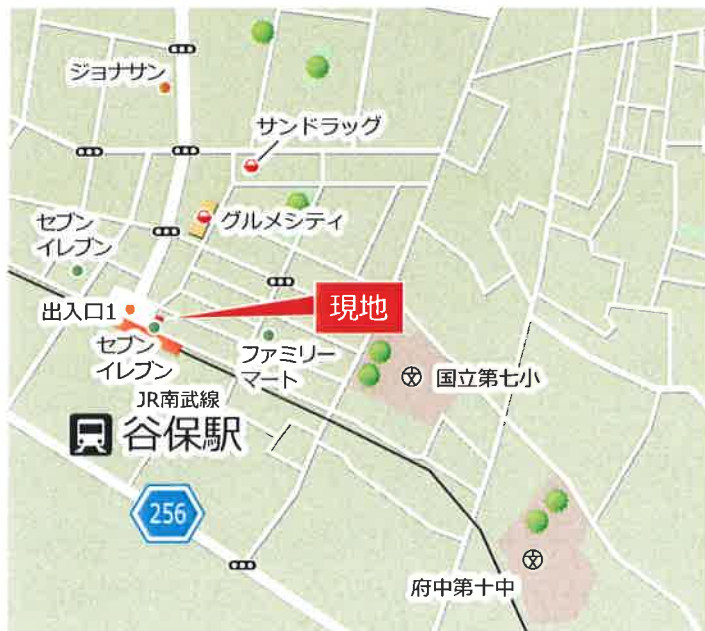 ジョナサン
サンドラッグ
セブン
イレブン
グルメシティ
出入口1
現地
セブン
イレブン
ファミリー
マート
国立第七小
JR南武線
谷保駅
256
府中第十中